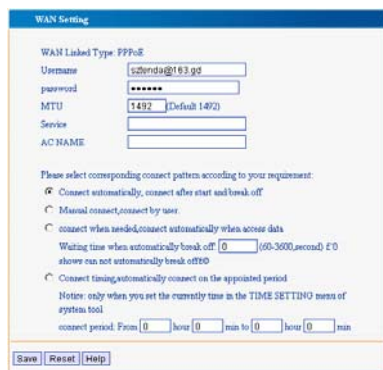 WAN Setting
WAN Linked Type: PPPoE
Username szfenda@163.gd
password ••••••
MTU 1492 (Default 1492)
Service
AC NAME
Please select corresponding connect pattern according to your requirement:
Connect automatically, connect after start and break off
Manual connect,connect by user.
connect when needed,connect automatically when access data
Waiting time when automatically break off: 0 (60-3600,second) £¨0
shows can not automatically break off£©
Connect timing,automatically connect on the appointed period
Notice: only when you set the currently time in the TIME SETTING menu of
system tool
connect period: From 0 hour 0 min to 0 hour 0 min
Save Reset Help